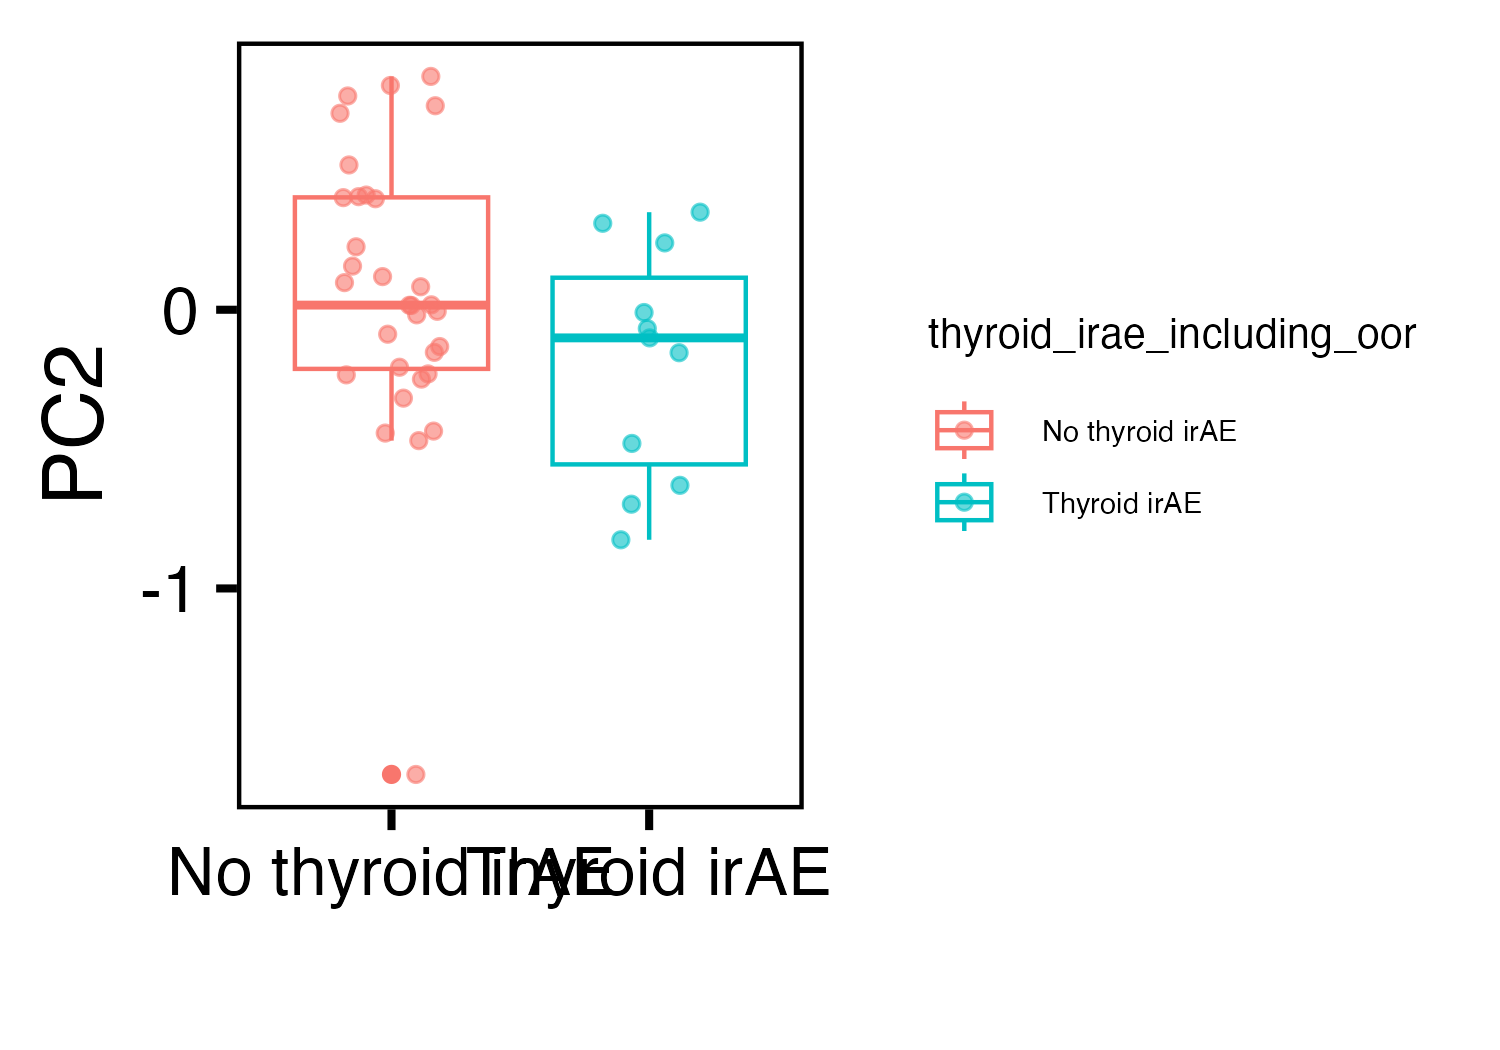 PC2
0
-1
No thyroid irAE
Thyroid irAE
thyroid_irae_including_oor
No thyroid irAE
Thyroid irAE